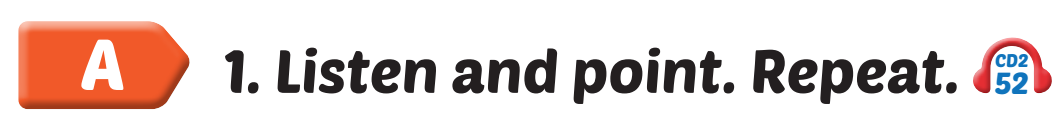 A 1. Listen and point. Repeat. CD2 52